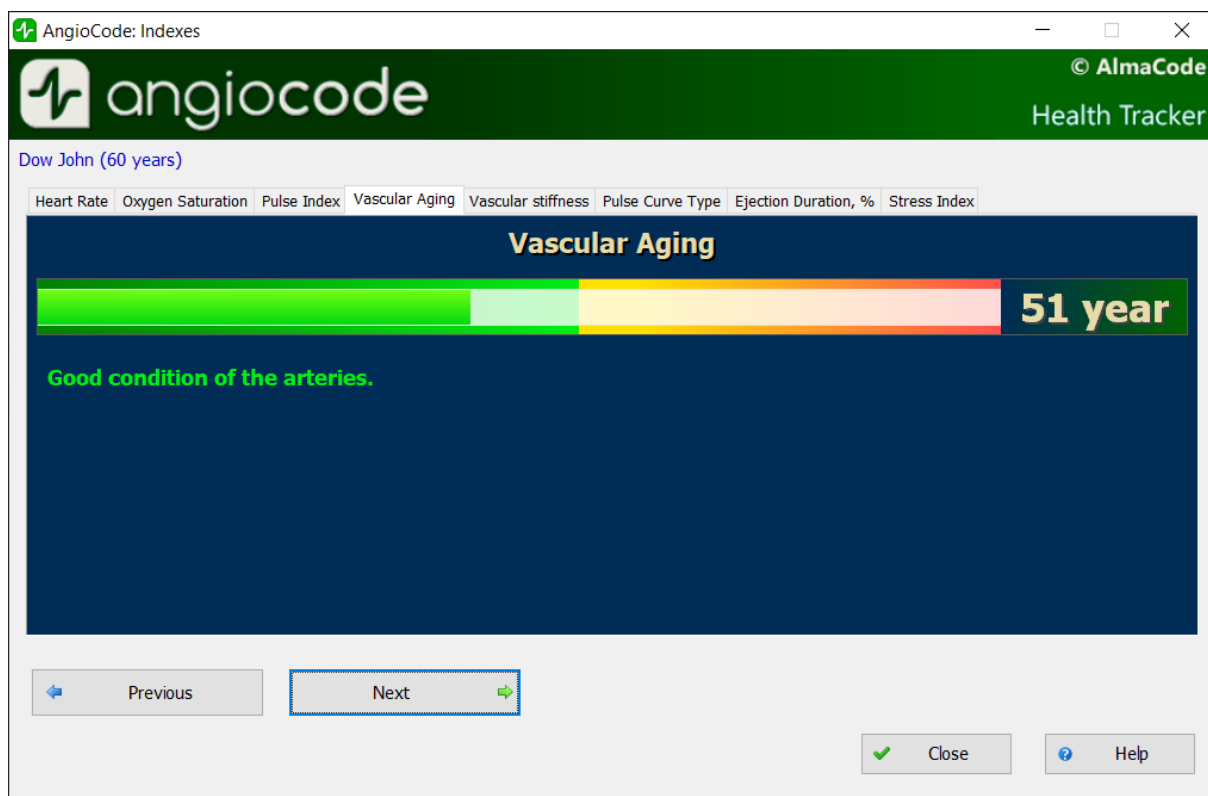 AngioCode: Indexes
angiocode
© AlmaCode
Health Tracker
Dow John (60 years)
Heart Rate Oxygen Saturation Pulse Index Vascular Aging Vascular stiffness Pulse Curve Type Ejection Duration, % Stress Index
Vascular Aging
51 year
Good condition of the arteries.
Previous Next
Close Help